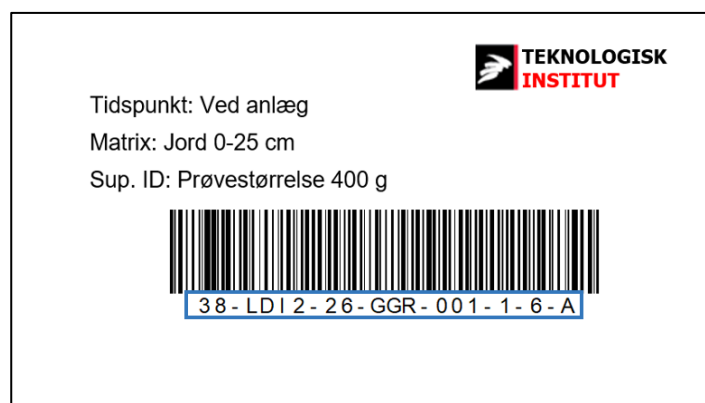 TEKNOLOGISK
INSTITUT
Tidspunkt: Ved anlæg
Matrix: Jord 0-25 cm
Sup. ID: Prøvestørrelse 400 g
38-LDI2-26-GGR-001-1-6-A